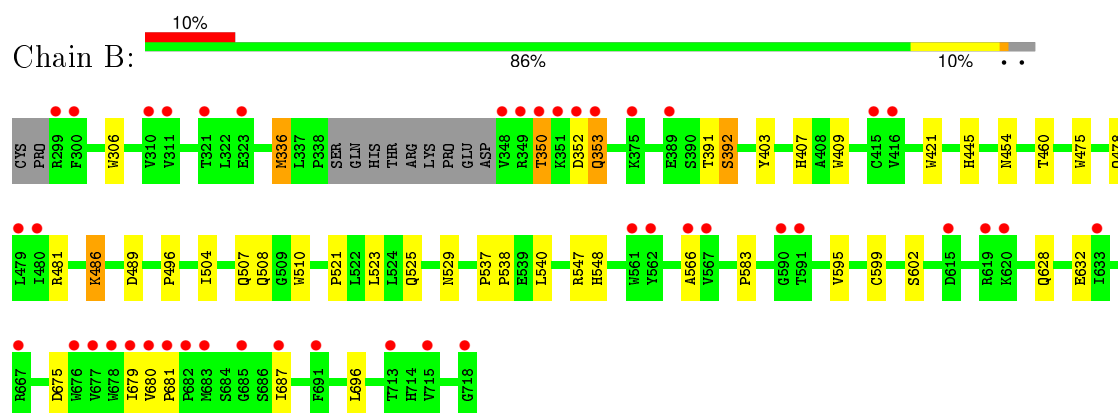 10%
Chain B:
86% 10% • •
CYS PRO R299 F300 W306 V310 V311 T321 L322 E323 M336 L337 P338 SER GLN HIS THR ARG LYS PRO GLU ASP V348 R349 T350 K351 D352 Q353 K375 E389 S390 T391 S392 Y403 H407 A408 W409 C415 V416 W421 H445 N454 T460 W475
L479 I480 R481 K486 D489 P496 I504 Q507 Q508 G509 W510 P521 L522 L523 L524 Q525 N529 P537 P538 E539 L540 R547 H548 W561 Y562 A566 V567 P583 G590 T591 V595 C599 S602 D615 R619 K620 Q628 E632 I633
R667 D675 W676 V677 W678 I679 V680 P681 P682 M683 S684 G685 S686 I687 F691 L696 T713 H714 V715 G718